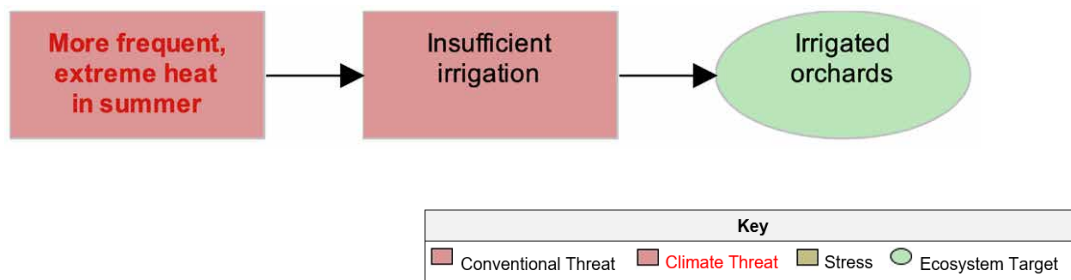 More frequent,
extreme heat
in summer
Insufficient
irrigation
Irrigated
orchards
Key
Conventional Threat
Climate Threat
Stress
Ecosystem Target